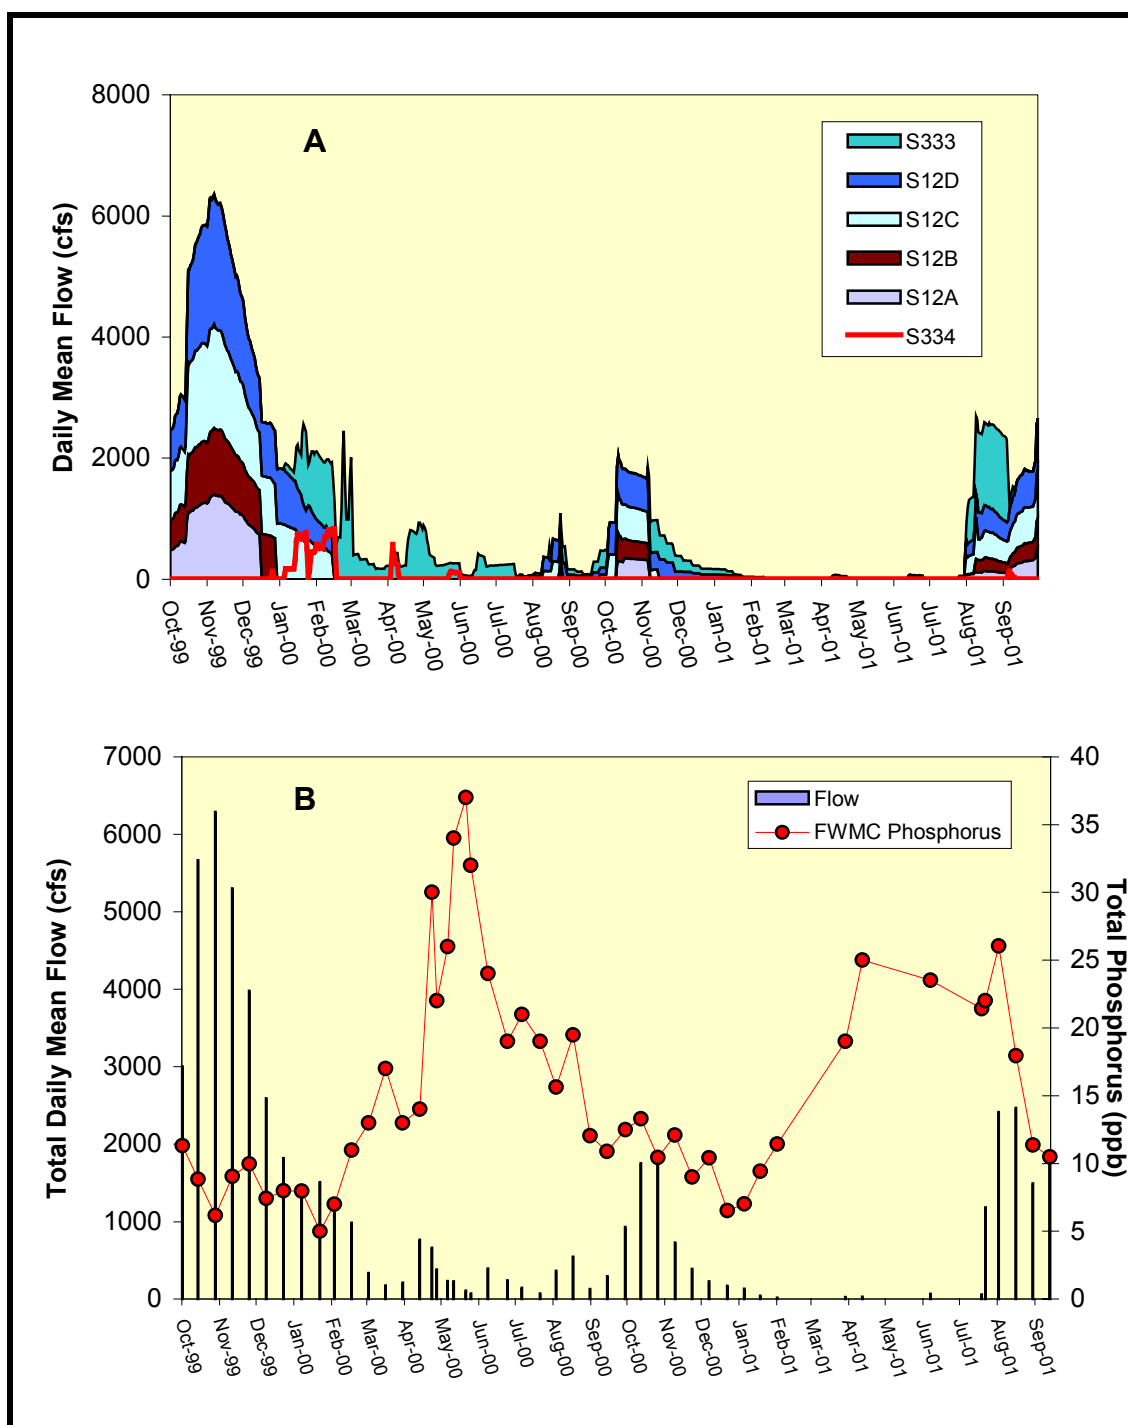 A
8000
6000
4000
2000
0
Daily Mean Flow (cfs)
S333
S12D
S12C
S12B
S12A
S334
Oct-99
Nov-99
Dec-99
Jan-00
Feb-00
Mar-00
Apr-00
May-00
Jun-00
Jul-00
Aug-00
Sep-00
Oct-00
Nov-00
Dec-00
Jan-01
Feb-01
Mar-01
Apr-01
May-01
Jun-01
Jul-01
Aug-01
Sep-01
B
7000
6000
5000
4000
3000
2000
1000
0
Total Daily Mean Flow (cfs)
Flow
FWMC Phosphorus
40
35
30
25
20
15
10
5
0
Total Phosphorus (ppb)
Oct-99
Nov-99
Dec-99
Jan-00
Feb-00
Mar-00
Apr-00
May-00
Jun-00
Jul-00
Aug-00
Sep-00
Oct-00
Nov-00
Dec-00
Jan-01
Feb-01
Mar-01
Apr-01
May-01
Jun-01
Jul-01
Aug-01
Sep-01